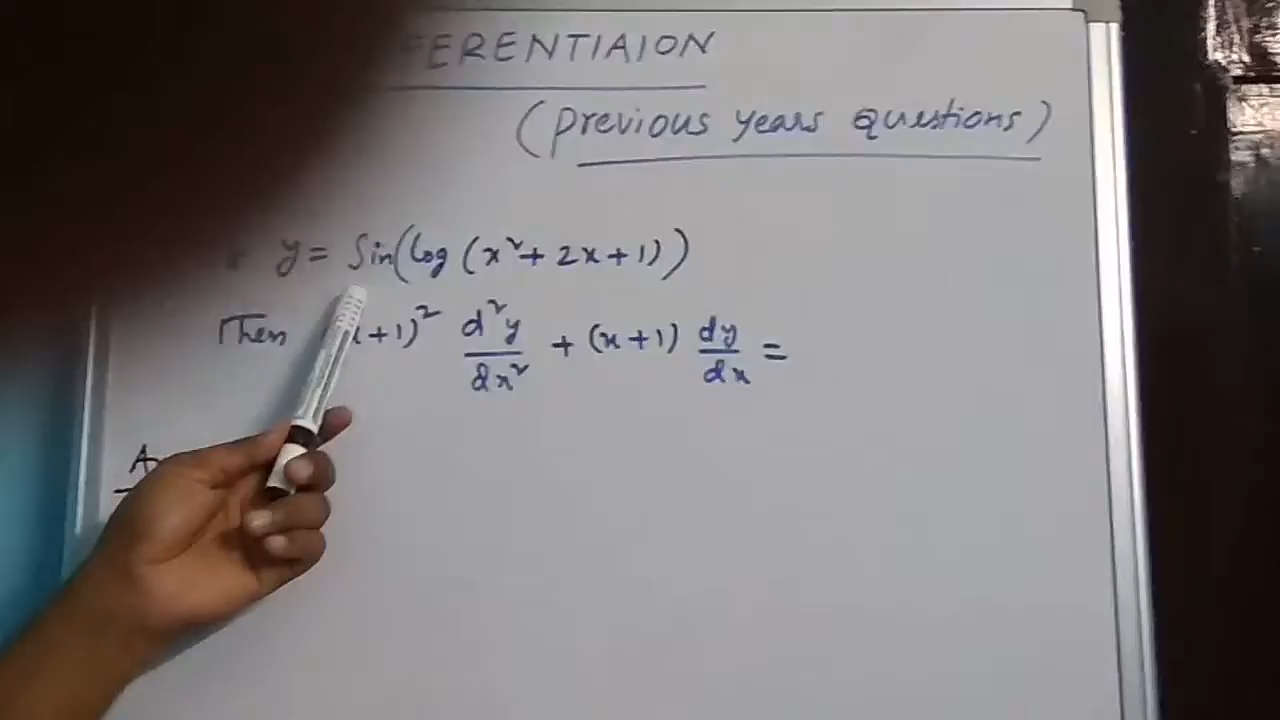 FERENTIAION
(previous years questions)
y = Sin(log (x²+ 2x+1))
Then +1)² d²y/dx² + (x+1) dy/dx =
A